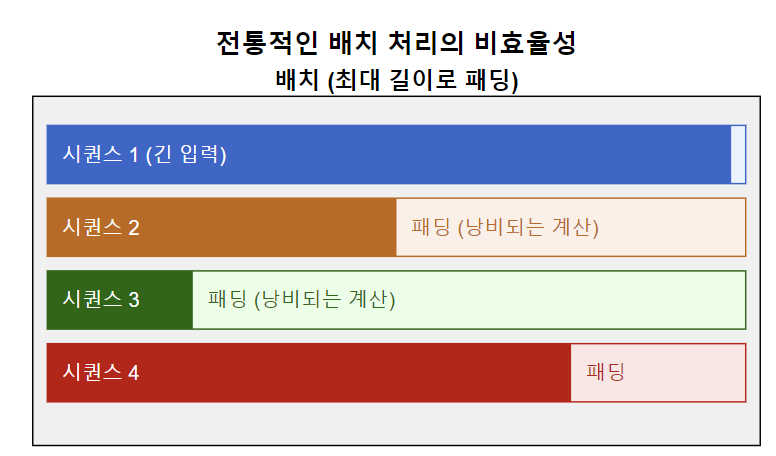 전통적인 배치 처리의 비효율성
배치 (최대 길이로 패딩)
시퀀스 1 (긴 입력)
시퀀스 2
패딩 (낭비되는 계산)
시퀀스 3
패딩 (낭비되는 계산)
시퀀스 4
패딩